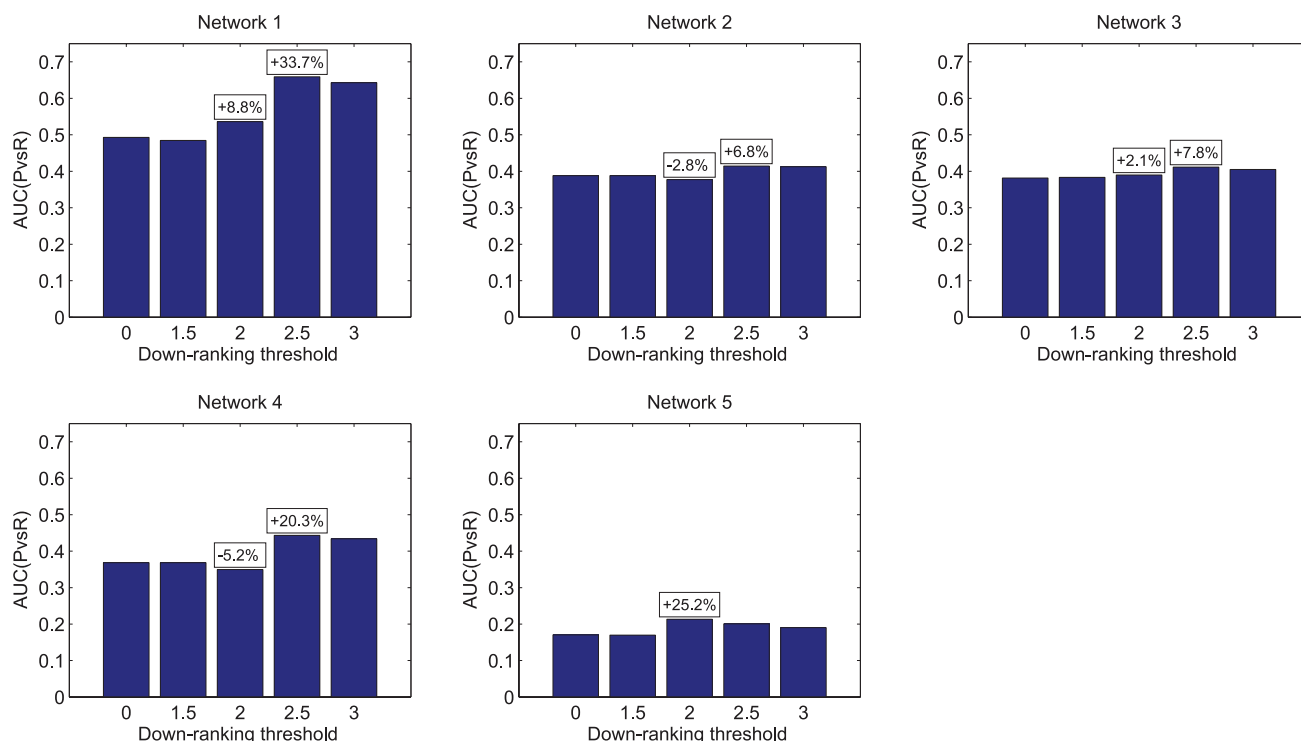 Network 1
0.7
0.6
0.5
0.4
0.3
0.2
0.1
0
AUC(PvsR)
+8.8%
+33.7%
0 1.5 2 2.5 3
Down-ranking threshold
Network 2
0.7
0.6
0.5
0.4
0.3
0.2
0.1
0
AUC(PvsR)
-2.8%
+6.8%
0 1.5 2 2.5 3
Down-ranking threshold
Network 3
0.7
0.6
0.5
0.4
0.3
0.2
0.1
0
AUC(PvsR)
+2.1%
+7.8%
0 1.5 2 2.5 3
Down-ranking threshold
Network 4
0.7
0.6
0.5
0.4
0.3
0.2
0.1
0
AUC(PvsR)
-5.2%
+20.3%
0 1.5 2 2.5 3
Down-ranking threshold
Network 5
0.7
0.6
0.5
0.4
0.3
0.2
0.1
0
AUC(PvsR)
+25.2%
0 1.5 2 2.5 3
Down-ranking threshold